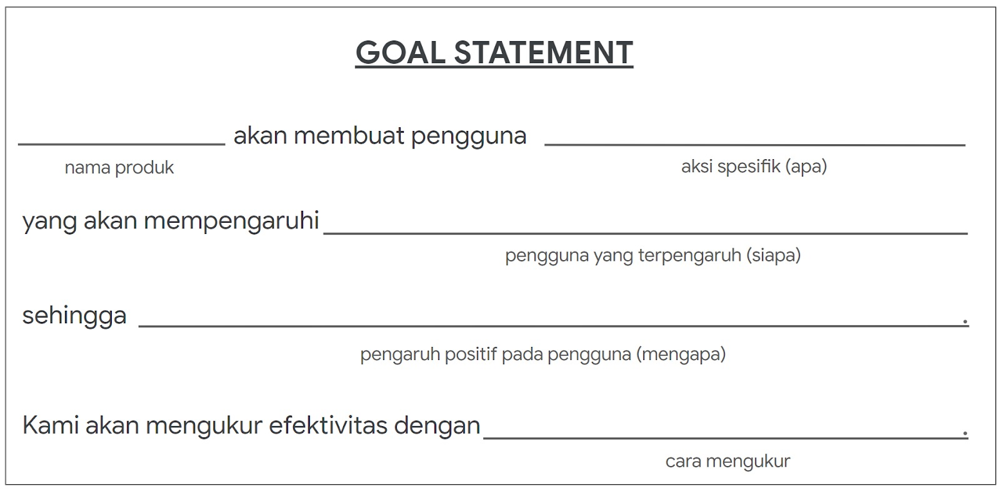 GOAL STATEMENT
akan membuat pengguna
nama produk
aksi spesifik (apa)
yang akan mempengaruhi
pengguna yang terpengaruh (siapa)
sehingga .
pengaruh positif pada pengguna (mengapa)
Kami akan mengukur efektivitas dengan .
cara mengukur